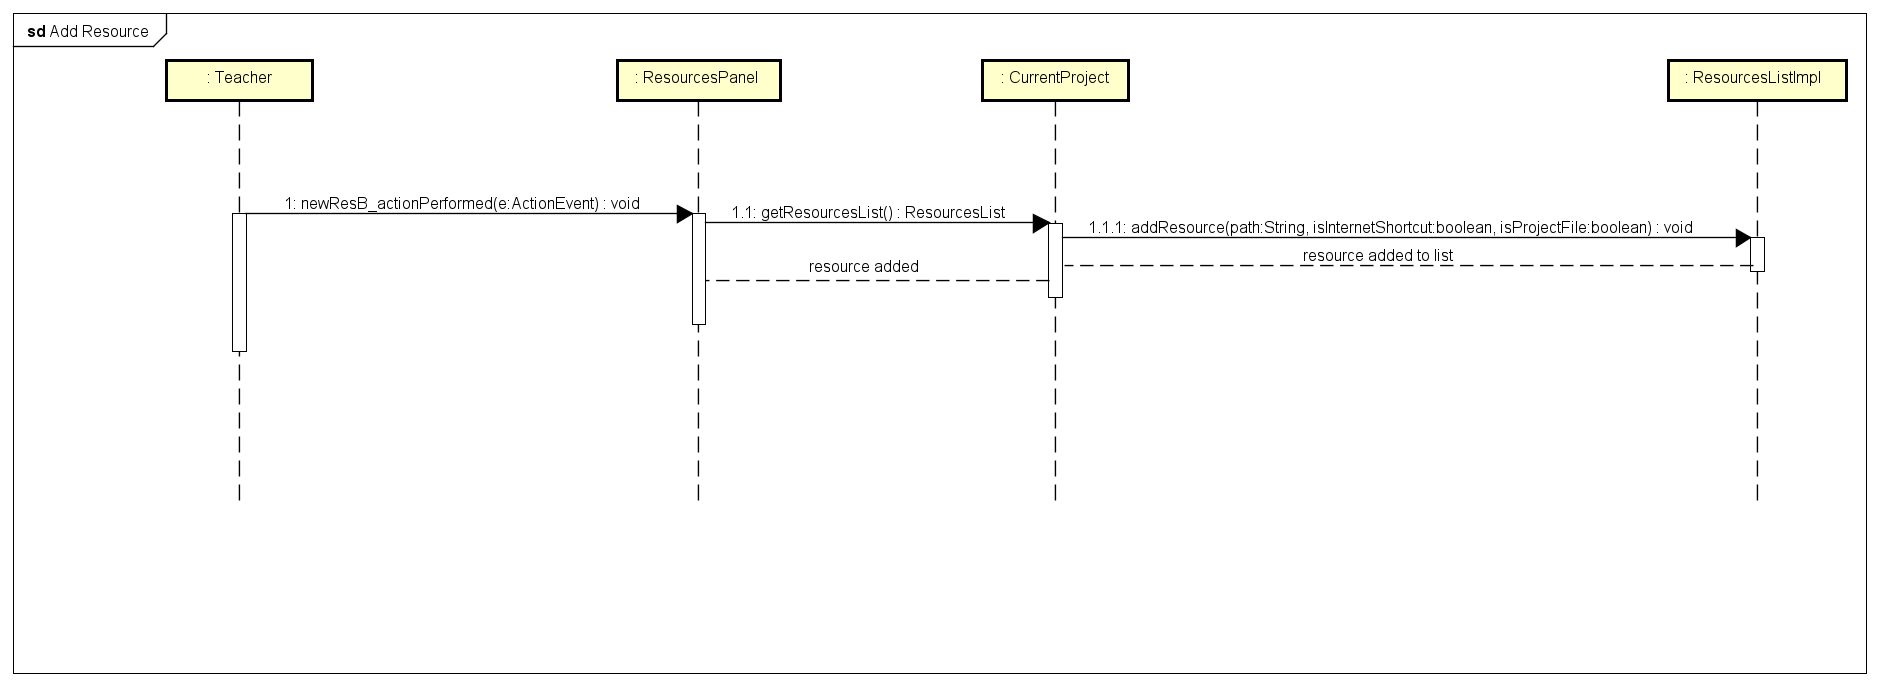 sd Add Resource
: Teacher
: ResourcesPanel
: CurrentProject
: ResourcesListImpl
1: newResB_actionPerformed(e:ActionEvent) : void
1.1: getResourcesList() : ResourcesList
1.1.1: addResource(path:String, isInternetShortcut:boolean, isProjectFile:boolean) : void
resource added to list
resource added